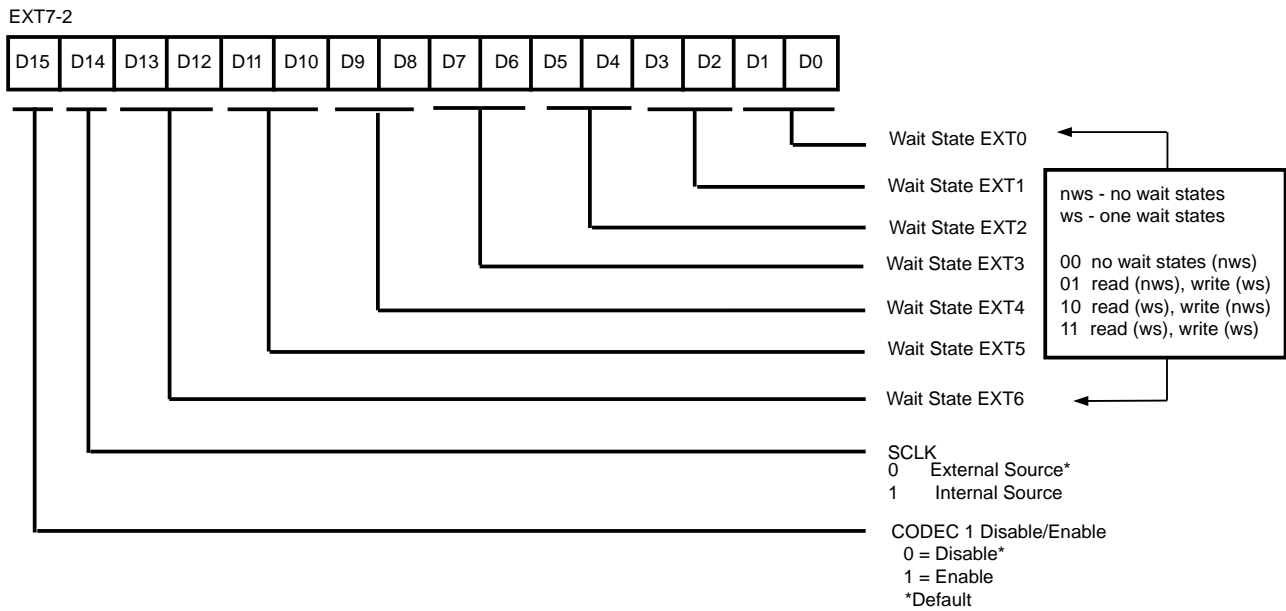 EXT7-2
D15 D14 D13 D12 D11 D10 D9 D8 D7 D6 D5 D4 D3 D2 D1 D0
Wait State EXT0
Wait State EXT1
Wait State EXT2
Wait State EXT3
Wait State EXT4
Wait State EXT5
Wait State EXT6
nws - no wait states
ws - one wait states
00 no wait states (nws)
01 read (nws), write (ws)
10 read (ws), write (nws)
11 read (ws), write (ws)
SCLK
0 External Source*
1 Internal Source
CODEC 1 Disable/Enable
0 = Disable*
1 = Enable
*Default